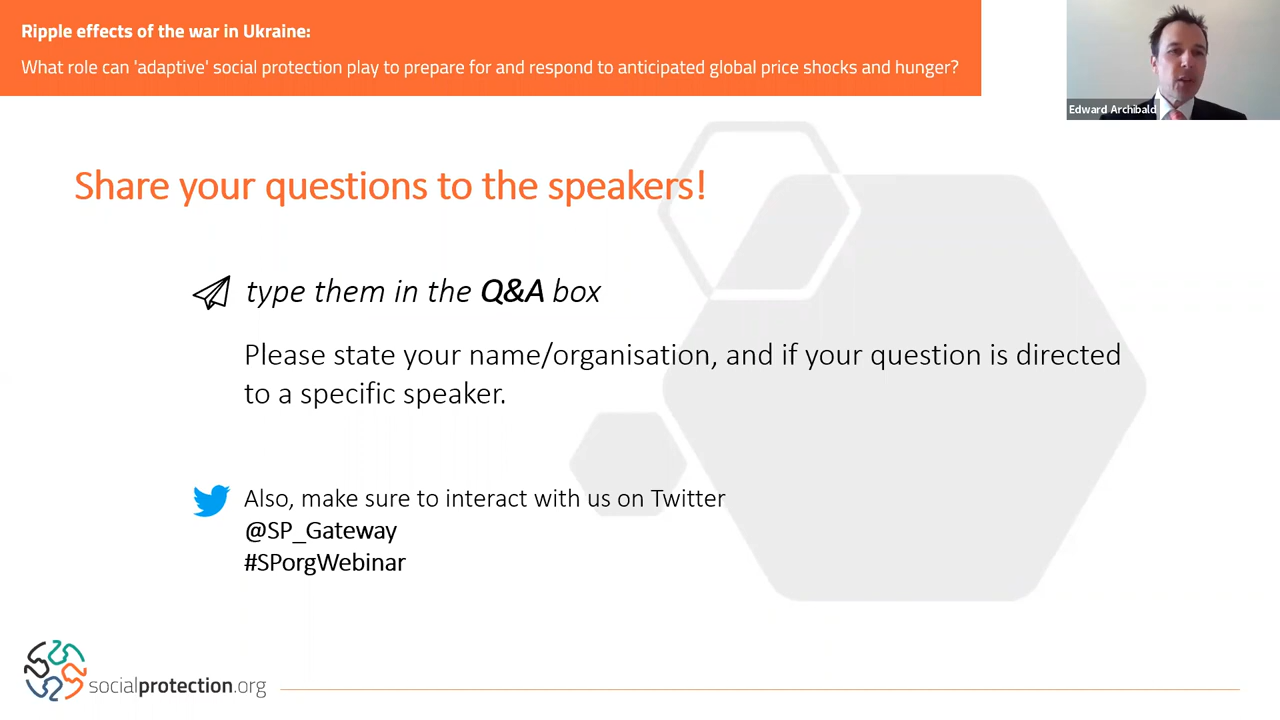 Ripple effects of the war in Ukraine:
What role can 'adaptive' social protection play to prepare for and respond to anticipated global price shocks and hunger?
Edward Archibald
Share your questions to the speakers!
type them in the Q&A box
Please state your name/organisation, and if your question is directed
to a specific speaker.
Also, make sure to interact with us on Twitter
@SP_Gateway
#SPorgWebinar
socialprotection.org